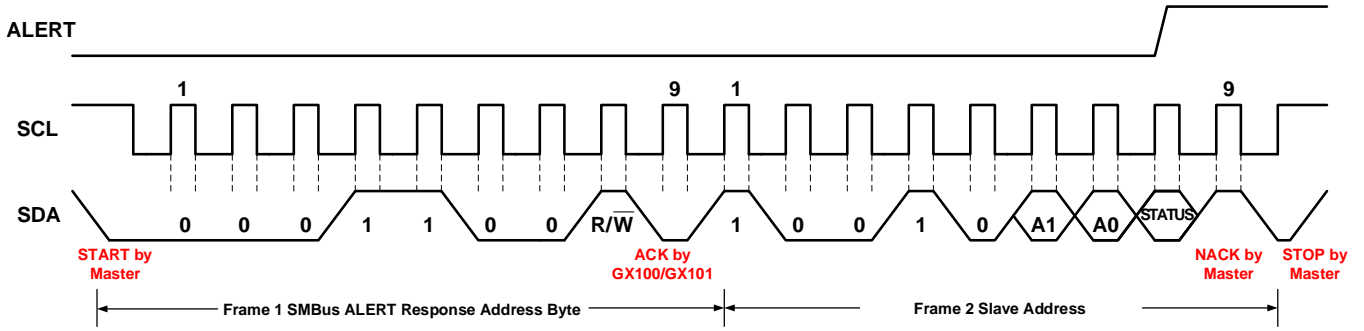 ALERT
1 9 1 9
SCL
SDA
0 0 0 1 1 0 0 R/W̅ 1 0 0 1 0 A1 A0 STATUS
START by Master
ACK by GX100/GX101
NACK by Master
STOP by Master
Frame 1 SMBus ALERT Response Address Byte
Frame 2 Slave Address